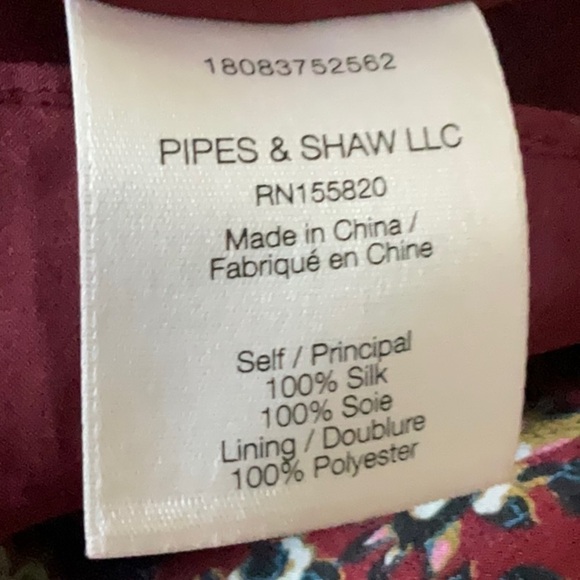 18083752562
PIPES & SHAW LLC
RN155820
Made in China /
Fabriqué en Chine
Self / Principal
100% Silk
100% Soie
Lining / Doublure
100% Polyester